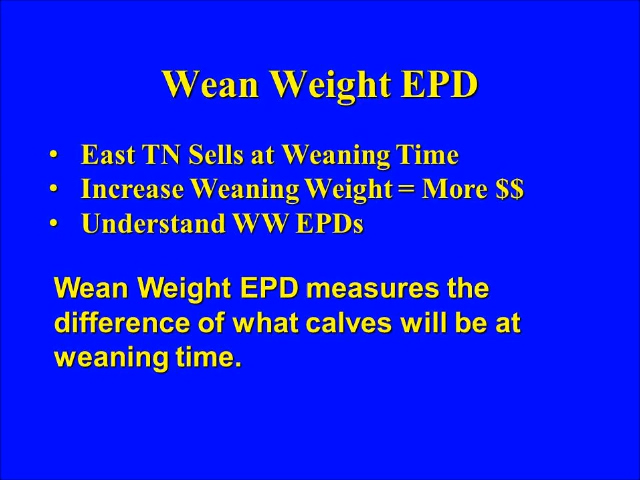 Wean Weight EPD
• East TN Sells at Weaning Time
• Increase Weaning Weight = More $$
• Understand WW EPDs
Wean Weight EPD measures the
difference of what calves will be at
weaning time.